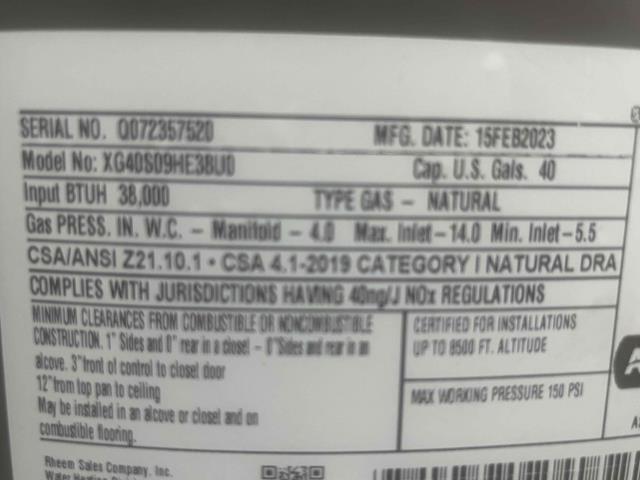 SERIAL NO. Q072357520 MFG. DATE: 15FEB2023
Model No: XG40S09HE38U0 Cap. U.S. Gals. 40
Input BTUH 38,000 TYPE GAS - NATURAL
Gas PRESS. IN. W.C. - Manifold - 4.0 Max. Inlet - 14.0 Min. Inlet - 5.5
CSA/ANSI Z21.10.1 • CSA 4.1-2019 CATEGORY I NATURAL DRA
COMPLIES WITH JURISDICTIONS HAVING 40ng/J NOx REGULATIONS
MINIMUM CLEARANCES FROM COMBUSTIBLE OR NONCOMBUSTIBLE
CONSTRUCTION. 1" Sides and 0" rear in a closet - 0" Sides and rear in an
alcove. 3" front of control to closet door
12" from top pan to ceiling
May be installed in an alcove or closet and on
combustible flooring.
CERTIFIED FOR INSTALLATIONS
UP TO 8500 FT. ALTITUDE
MAX WORKING PRESSURE 150 PSI
Rheem Sales Company, Inc.
Water Heating